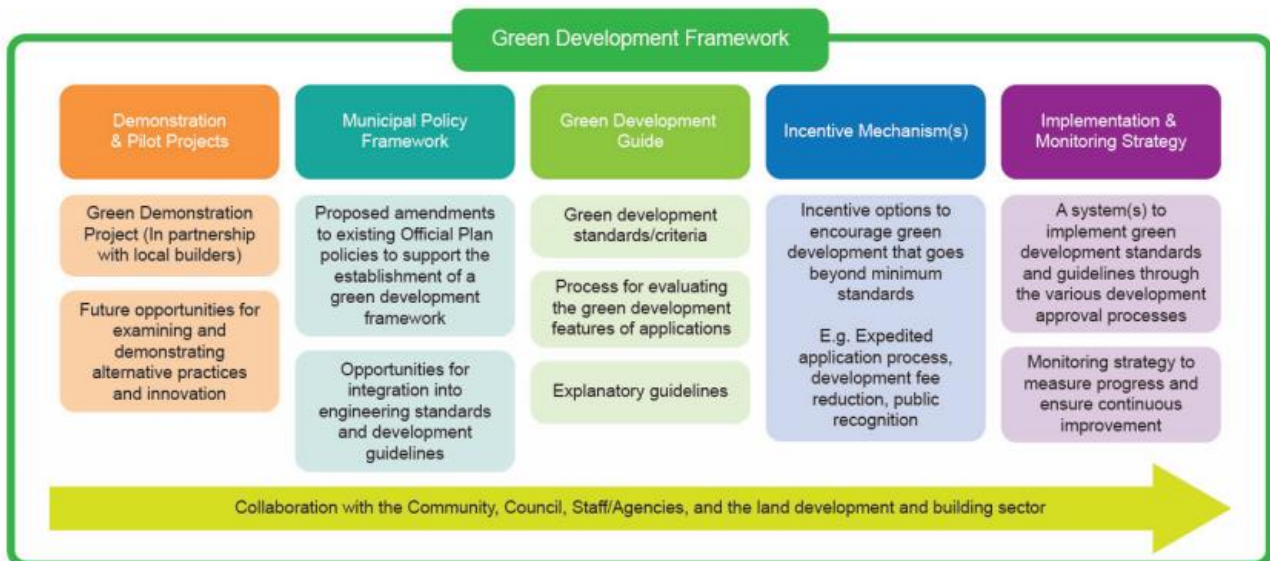 Green Development Framework
Demonstration
& Pilot Projects
Green Demonstration
Project (In partnership
with local builders)
Future opportunities for
examining and
demonstrating
alternative practices
and innovation
Municipal Policy
Framework
Proposed amendments
to existing Official Plan
policies to support the
establishment of a
green development
framework
Opportunities for
integration into
engineering standards
and development
guidelines
Green Development
Guide
Green development
standards/criteria
Process for evaluating
the green development
features of applications
Explanatory guidelines
Incentive Mechanism(s)
Incentive options to
encourage green
development that goes
beyond minimum
standards
E.g. Expedited
application process,
development fee
reduction, public
recognition
Implementation &
Monitoring Strategy
A system(s) to
implement green
development standards
and guidelines through
the various development
approval processes
Monitoring strategy to
measure progress and
ensure continuous
improvement
Collaboration with the Community, Council, Staff/Agencies, and the land development and building sector